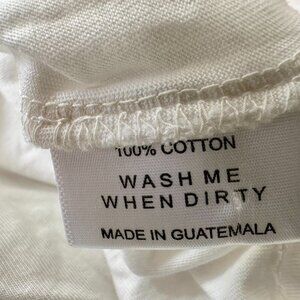 100% COTTON
WASH ME
WHEN DIRTY
MADE IN GUATEMALA